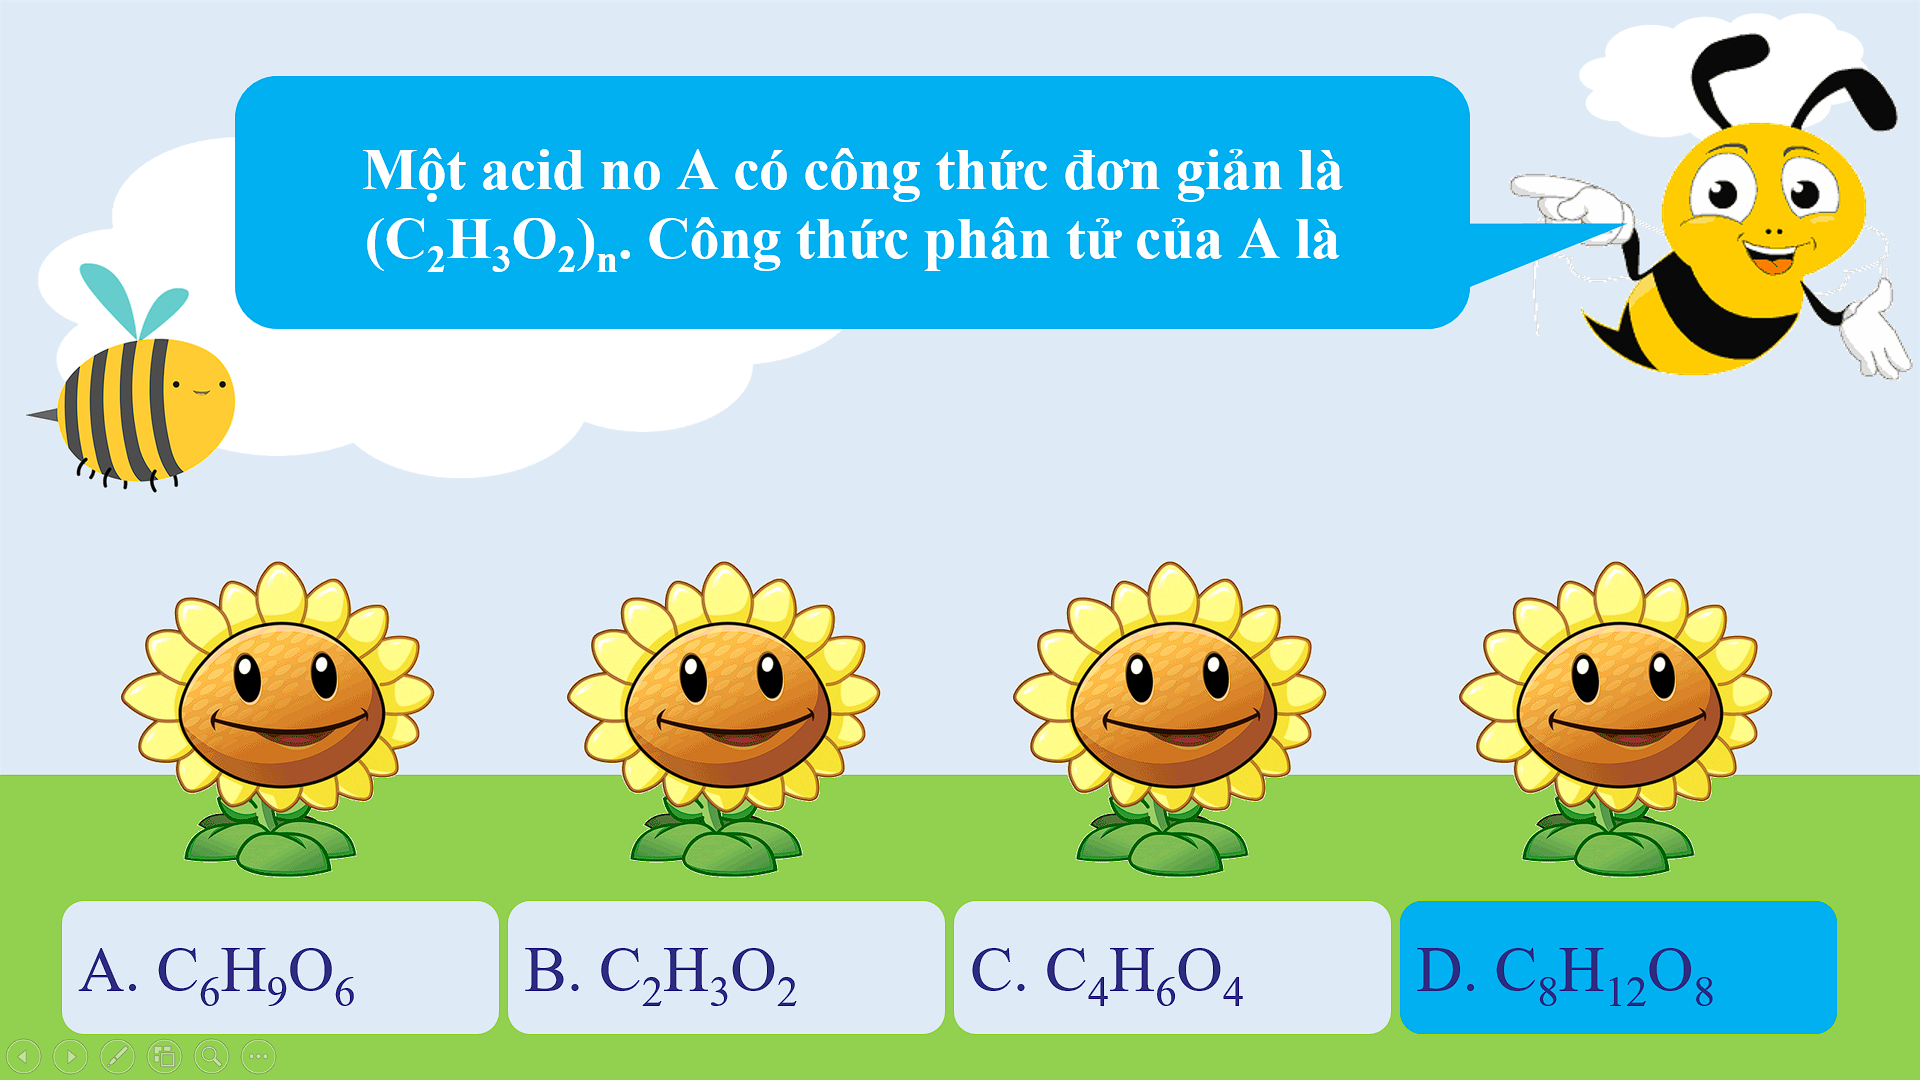 Một acid no A có công thức đơn giản là
(C₂H₃O₂)ₙ. Công thức phân tử của A là
A. C₆H₉O₆
B. C₂H₃O₂
C. C₄H₆O₄
D. C₈H₁₂O₈